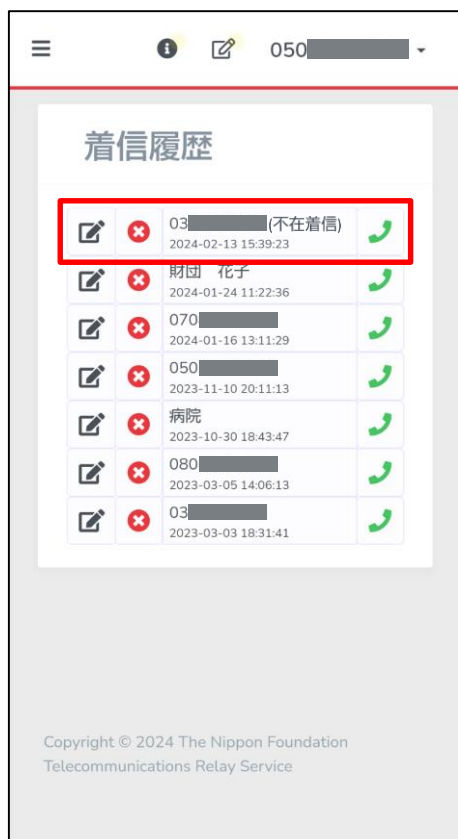 050
着信履歴
03 (不在着信)
2024-02-13 15:39:23
財団 花子
2024-01-24 11:22:36
070
2024-01-16 13:11:29
050
2023-11-10 20:11:13
病院
2023-10-30 18:43:47
080
2023-03-05 14:06:13
03
2023-03-03 18:31:41
Copyright © 2024 The Nippon Foundation
Telecommunications Relay Service